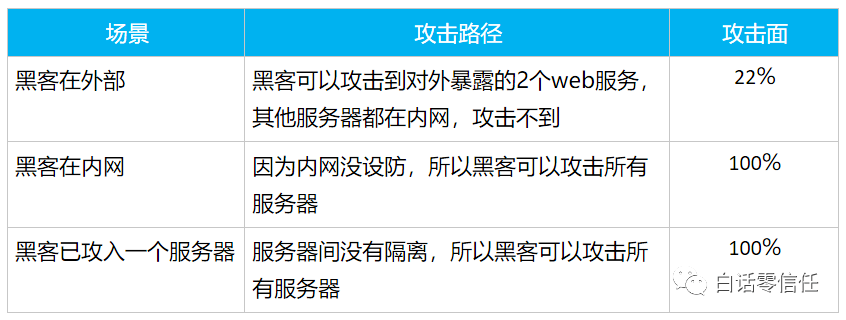 场景 攻击路径 攻击面
黑客在外部 黑客可以攻击到对外暴露的2个web服务， 22%
其他服务器都在内网，攻击不到
黑客在内网 因为内网没设防，所以黑客可以攻击所有 100%
服务器
黑客已攻入一个服务器 服务器间没有隔离，所以黑客可以攻击所 100%
有服务器
白话零信任